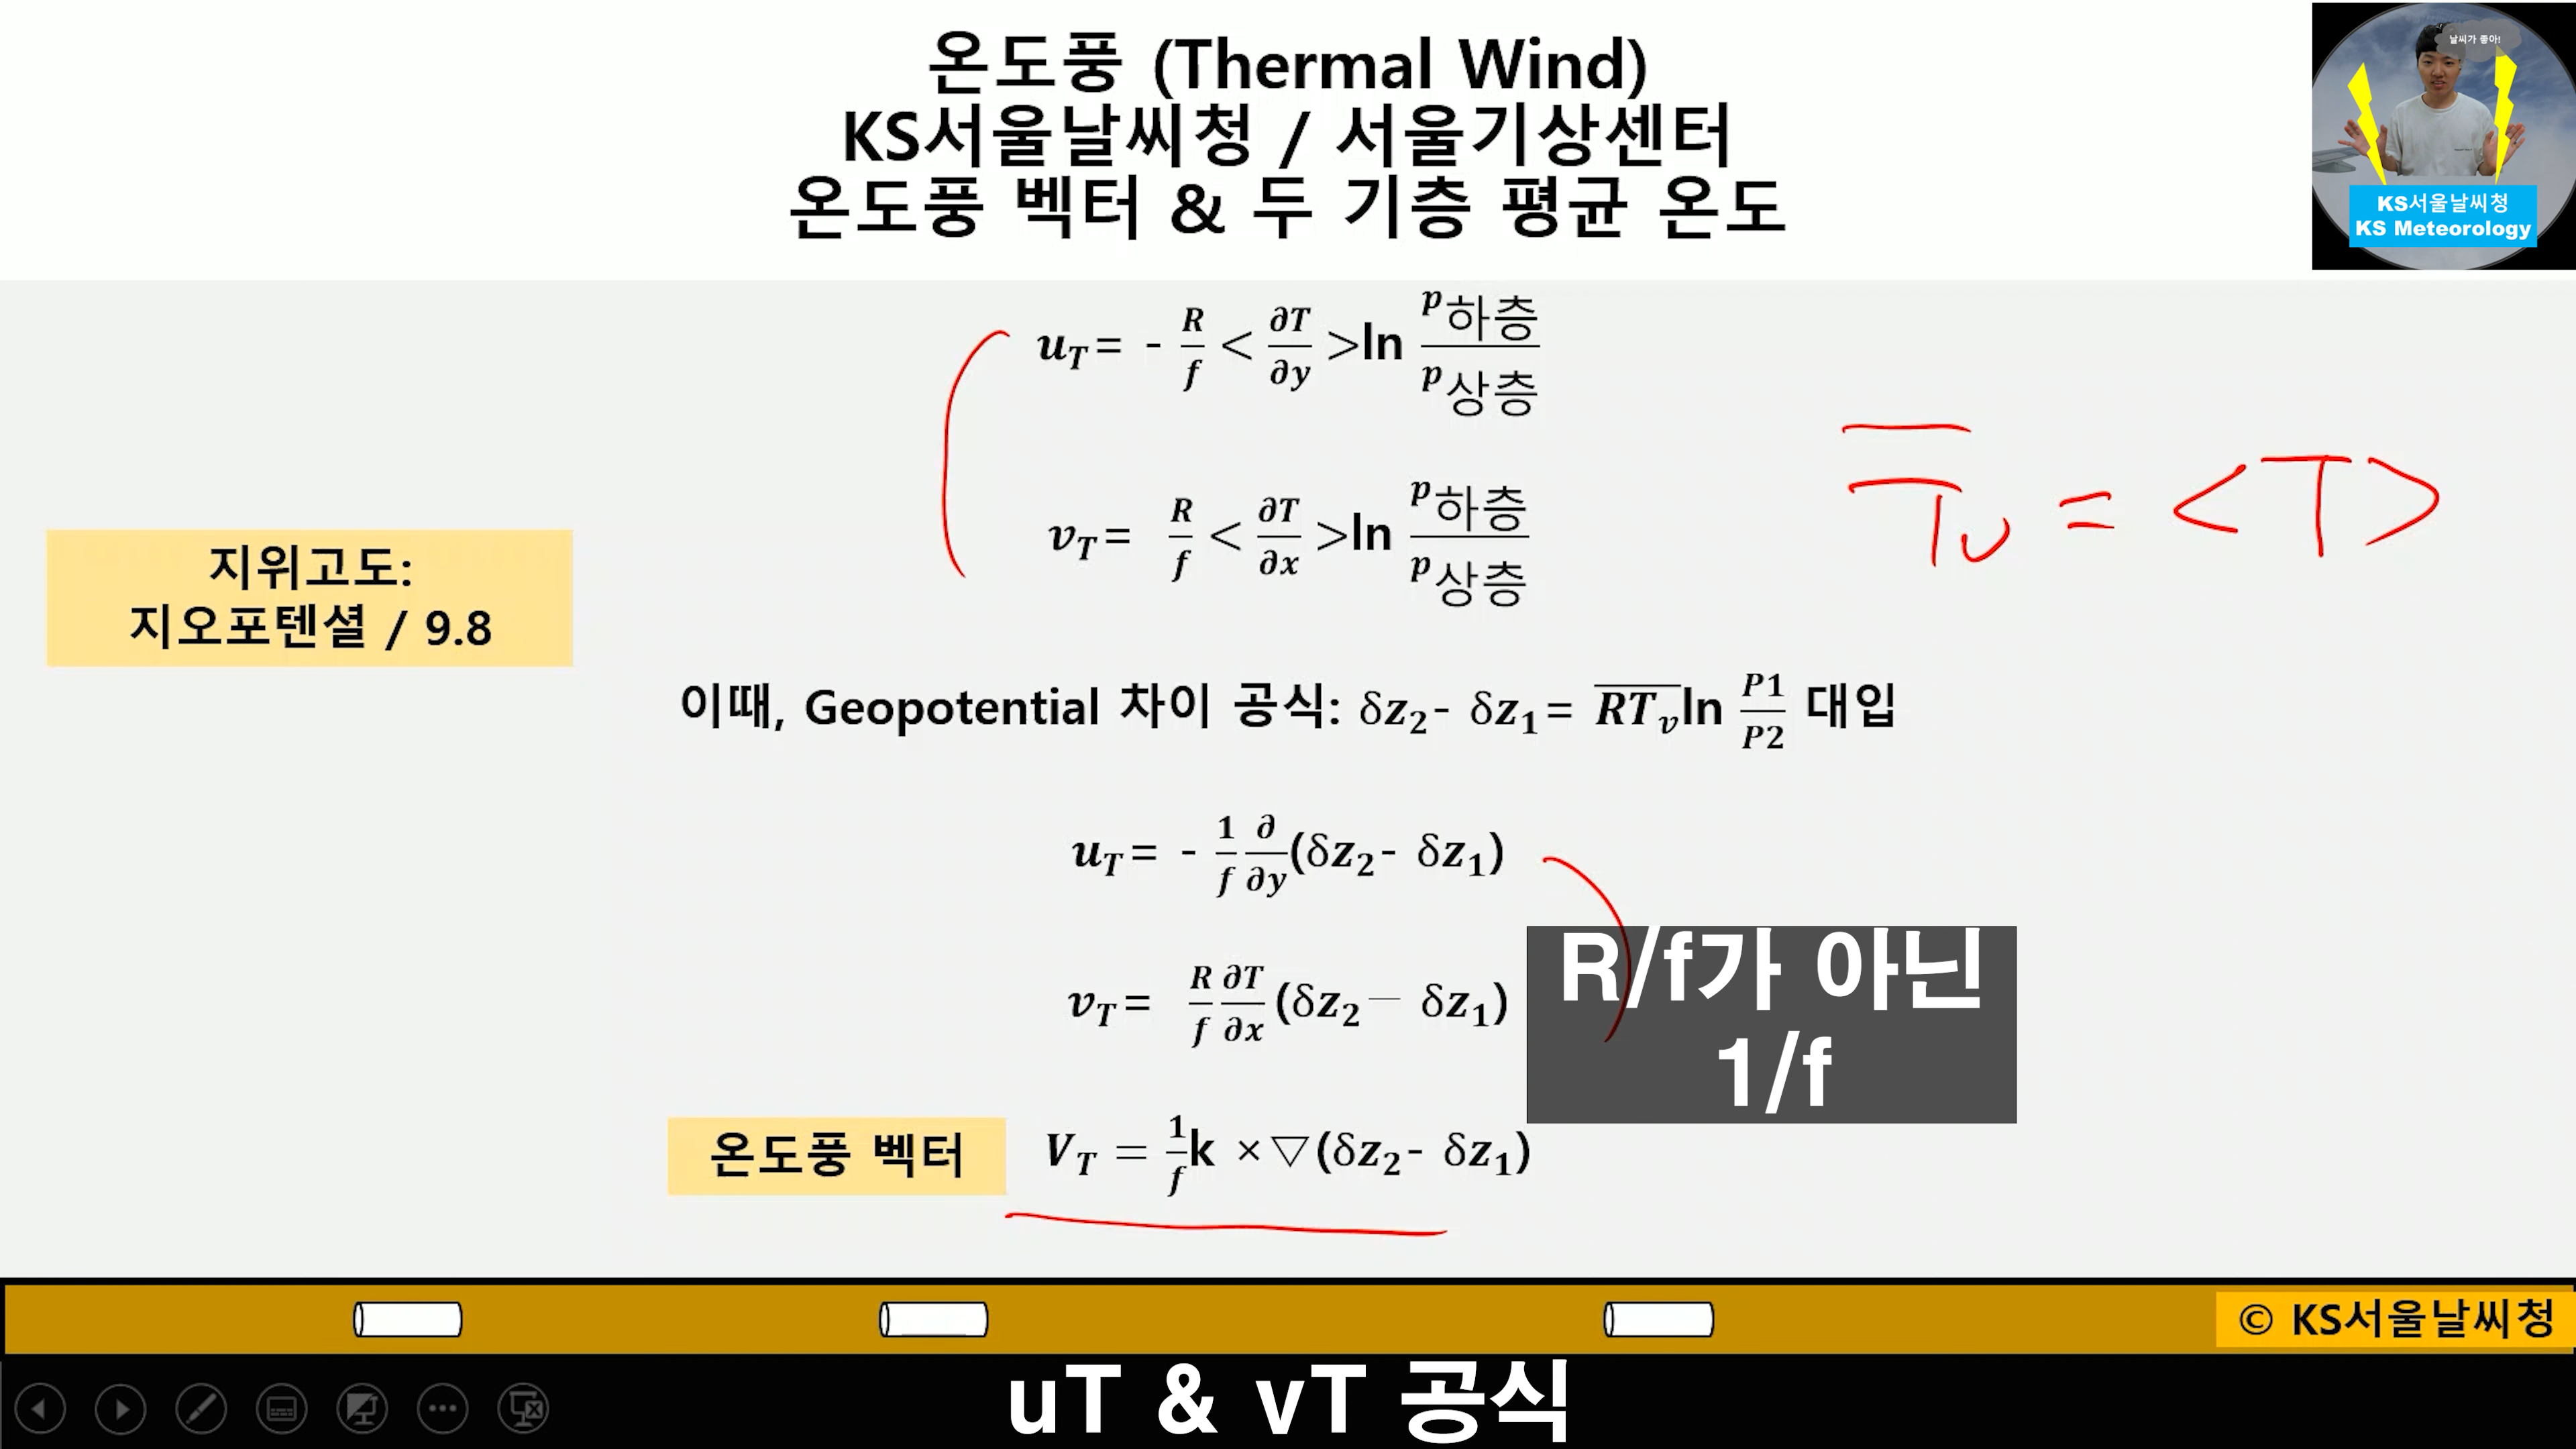 온도풍 (Thermal Wind)
KS서울날씨청 / 서울기상센터
온도풍 벡터 & 두 기층 평균 온도
날씨가 좋아!
KS서울날씨청
KS Meteorology
u_T = - R/f < ∂T/∂y >ln p하층/p상층
v_T = R/f < ∂T/∂x >ln p하층/p상층
T̅v = <T>
지위고도:
지오포텐셜 / 9.8
이때, Geopotential 차이 공식: δz₂- δz₁= R̅T̅ᵥln P1/P2 대입
u_T = - 1/f ∂/∂y(δz₂- δz₁)
v_T = R/f ∂T/∂x (δz₂− δz₁)
R/f가 아닌
1/f
온도풍 벡터
V_T = 1/f k ×▽(δz₂- δz₁)
© KS서울날씨청
uT & vT 공식